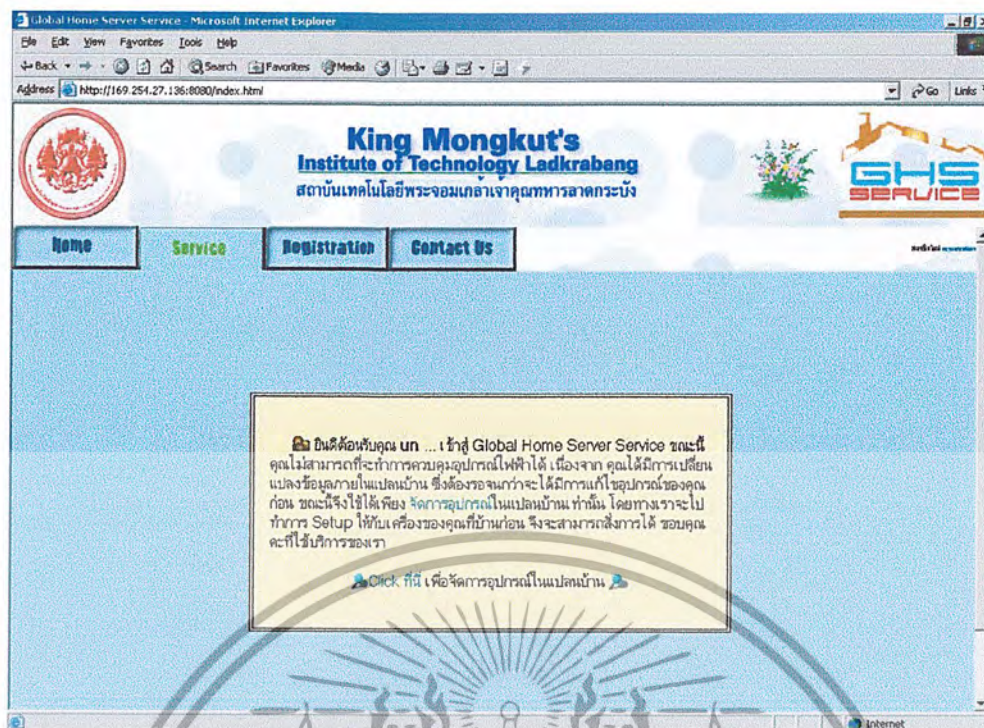 Global Home Server Service - Microsoft Internet Explorer
File Edit View Favorites Tools Help
Back Search Favorites Media
Address http://169.254.27.136:8080/index.html Go Links
King Mongkut's
Institute of Technology Ladkrabang
สถาบันเทคโนโลยีพระจอมเกล้าเจ้าคุณทหารลาดกระบัง
GHS
SERVICE
Home Service Registration Contact Us
ยินดีต้อนรับคุณ un ... เข้าสู่ Global Home Server Service ขณะนี้
คุณไม่สามารถที่จะทำการควบคุมอุปกรณ์ไฟฟ้าได้ เนื่องจาก คุณได้มีการเปลี่ยน
แปลงข้อมูลภายในแปลนบ้าน ซึ่งต้องรอจนกว่าจะได้มีการแก้ไขอุปกรณ์ของคุณ
ก่อน ขณะนี้จึงใช้ได้เพียง จัดการอุปกรณ์ในแปลนบ้าน ท่านั้น โดยทางเราจะไป
ทำการ Setup ให้กับเครื่องของคุณที่บ้านก่อน จึงจะสามารถสั่งการได้ ขอบคุณ
คะที่ใช้บริการของเรา
Click ที่นี่ เพื่อจัดการอุปกรณ์ในแปลนบ้าน
Internet